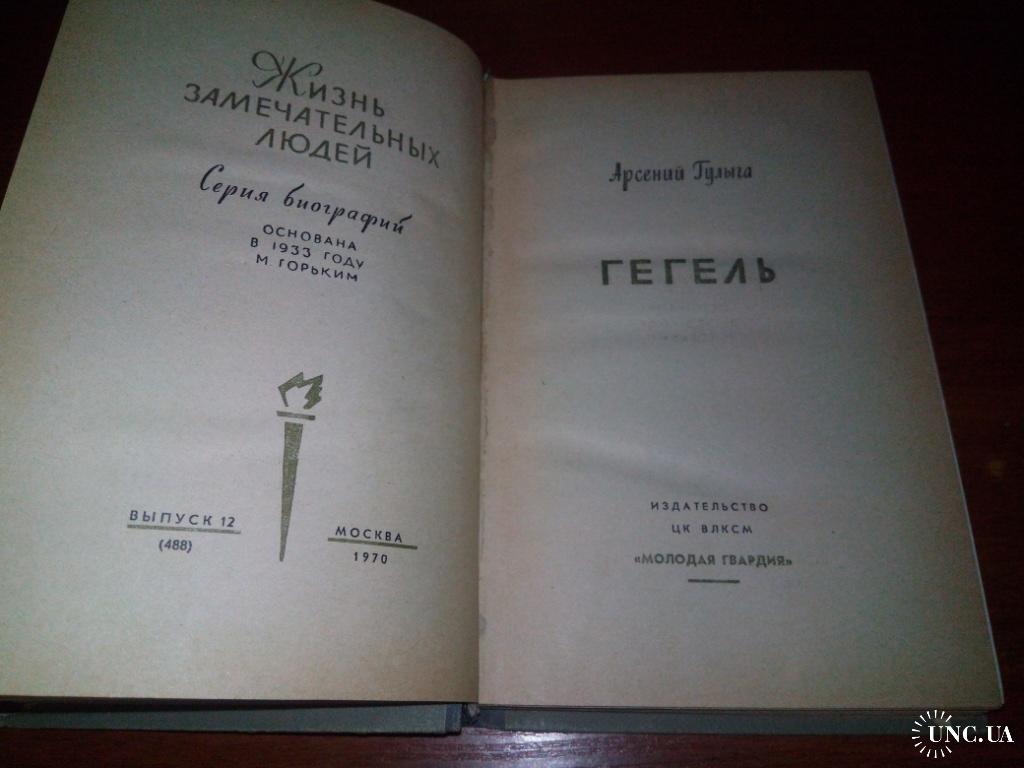 Жизнь
ЗАМЕЧАТЕЛЬНЫХ
ЛЮДЕЙ
Серия биографий
ОСНОВАНА
В 1933 ГОДУ
М. ГОРЬКИМ
ВЫПУСК 12
(488)
МОСКВА
1970
Арсений Гулыга
ГЕГЕЛЬ
ИЗДАТЕЛЬСТВО
ЦК ВЛКСМ
«МОЛОДАЯ ГВАРДИЯ»
UNC.UA